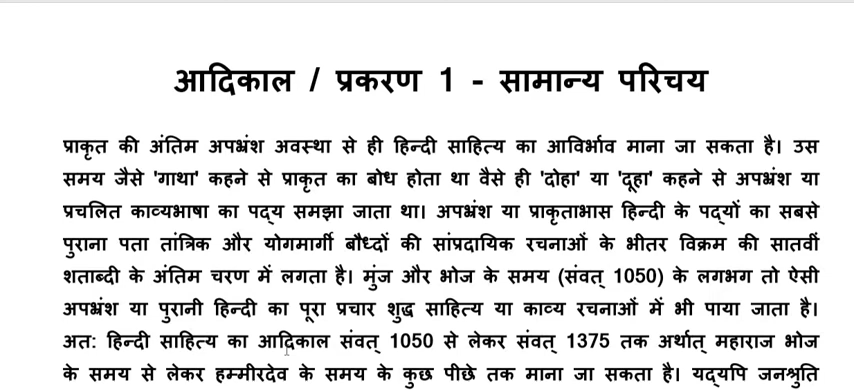 आदिकाल / प्रकरण 1 - सामान्य परिचय
प्राकृत की अंतिम अपभ्रंश अवस्था से ही हिन्दी साहित्य का आविर्भाव माना जा सकता है। उस
समय जैसे 'गाथा' कहने से प्राकृत का बोध होता था वैसे ही 'दोहा' या 'दूहा' कहने से अपभ्रंश या
प्रचलित काव्यभाषा का पद्य समझा जाता था। अपभ्रंश या प्राकृताभास हिन्दी के पद्यों का सबसे
पुराना पता तांत्रिक और योगमार्गी बौध्दों की सांप्रदायिक रचनाओं के भीतर विक्रम की सातवीं
शताब्दी के अंतिम चरण में लगता है। मुंज और भोज के समय (संवत् 1050) के लगभग तो ऐसी
अपभ्रंश या पुरानी हिन्दी का पूरा प्रचार शुद्ध साहित्य या काव्य रचनाओं में भी पाया जाता है।
अत: हिन्दी साहित्य का आदिकाल संवत् 1050 से लेकर संवत् 1375 तक अर्थात् महाराज भोज
के समय से लेकर हम्मीरदेव के समय के कुछ पीछे तक माना जा सकता है। यद्यपि जनश्रुति